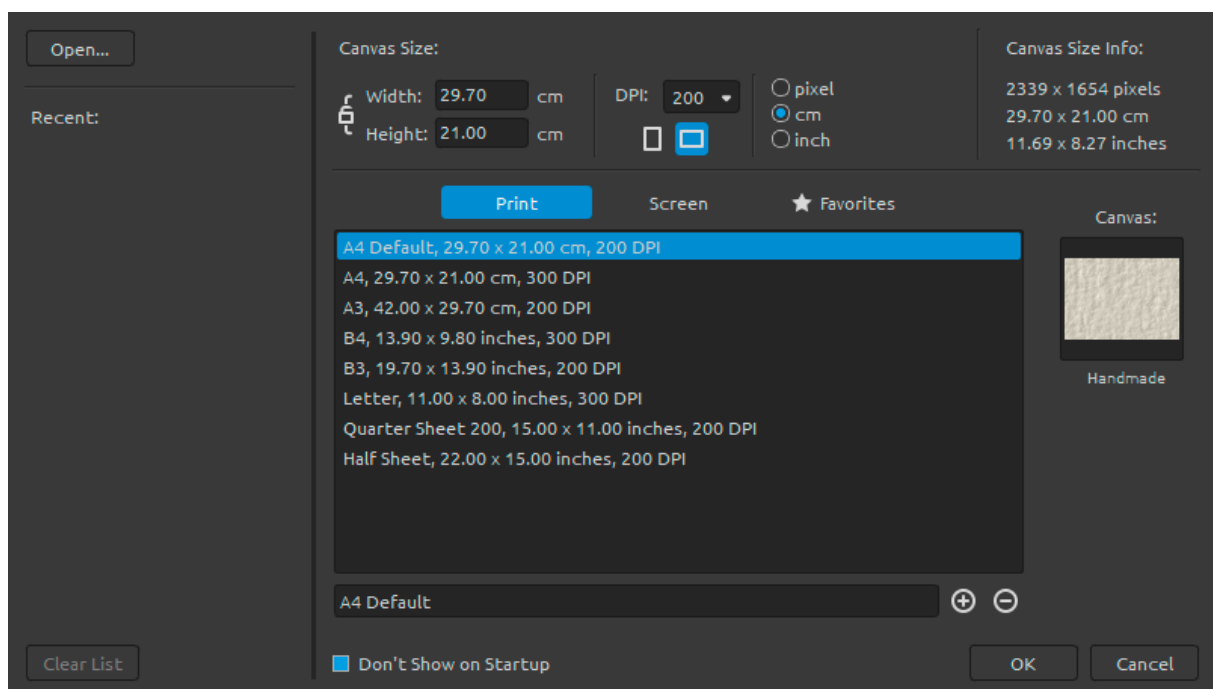 Open...
Recent:
Clear List
Canvas Size:
Width: 29.70 cm
Height: 21.00 cm
DPI: 200
pixel
cm
inch
Canvas Size Info:
2339 x 1654 pixels
29.70 x 21.00 cm
11.69 x 8.27 inches
Print Screen Favorites
A4 Default, 29.70 x 21.00 cm, 200 DPI
A4, 29.70 x 21.00 cm, 300 DPI
A3, 42.00 x 29.70 cm, 200 DPI
B4, 13.90 x 9.80 inches, 300 DPI
B3, 19.70 x 13.90 inches, 200 DPI
Letter, 11.00 x 8.00 inches, 300 DPI
Quarter Sheet 200, 15.00 x 11.00 inches, 200 DPI
Half Sheet, 22.00 x 15.00 inches, 200 DPI
Canvas:
Handmade
A4 Default
Don't Show on Startup
OK Cancel